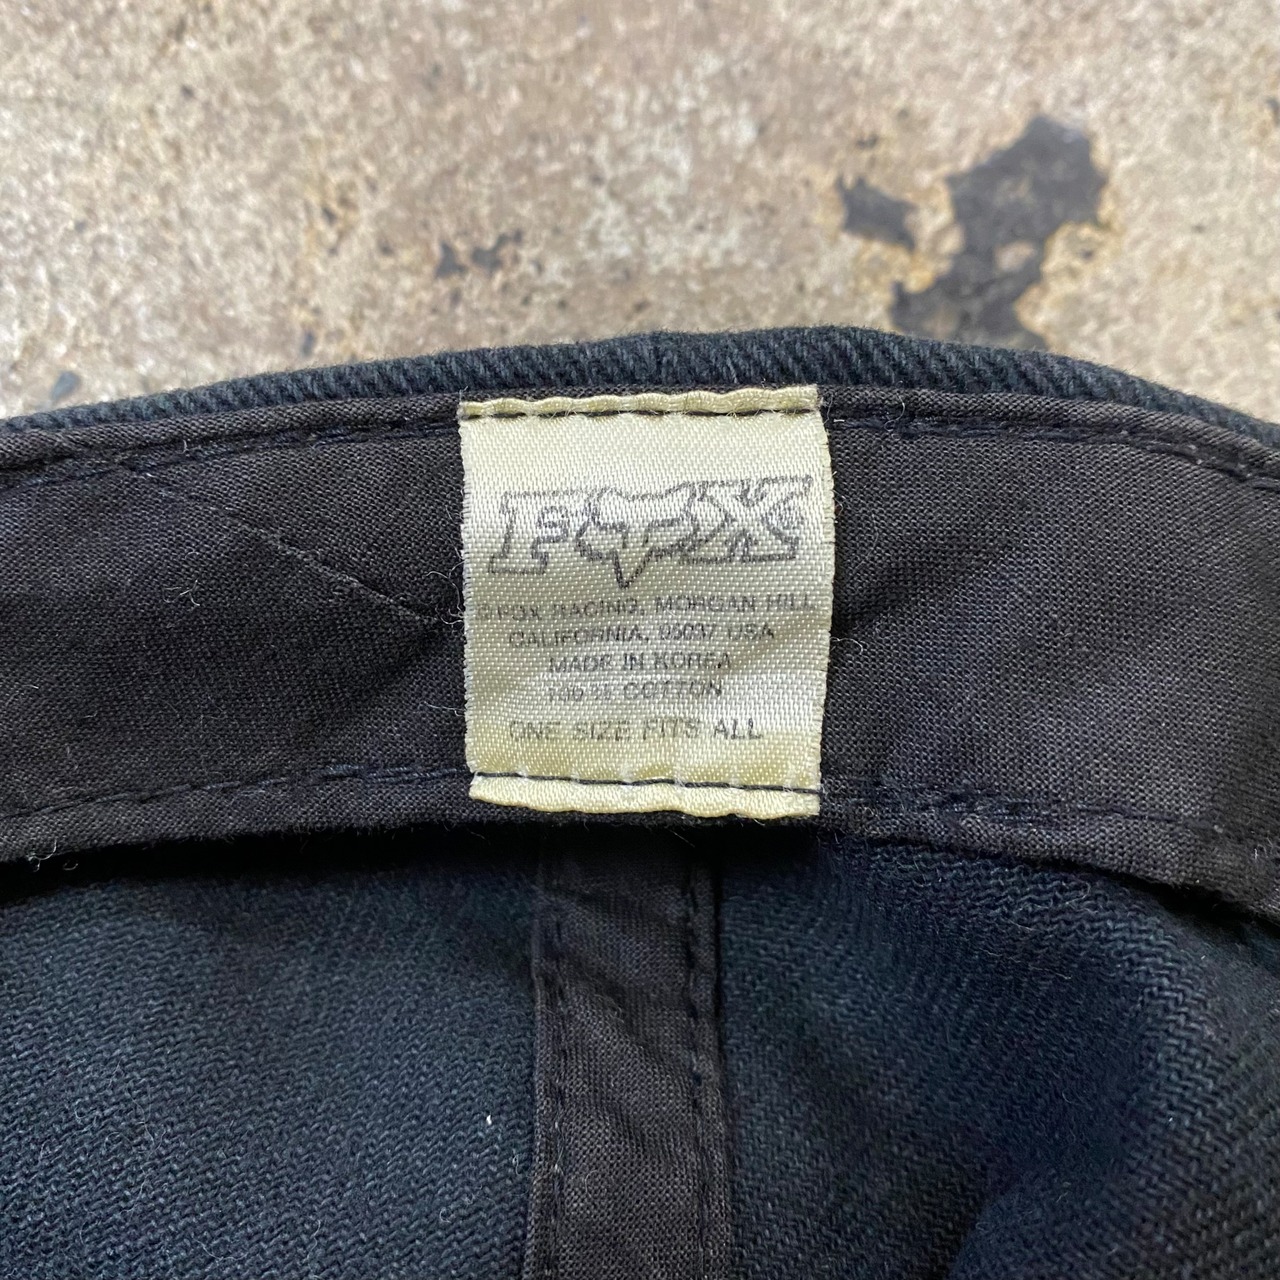 FOX
© FOX RACING, MORGAN HILL,
CALIFORNIA, 95037 USA
MADE IN KOREA
100 % COTTON
ONE SIZE FITS ALL